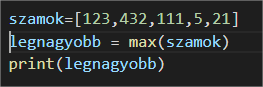 szamok=[123,432,111,5,21]
legnagyobb = max(szamok)
print(legnagyobb)